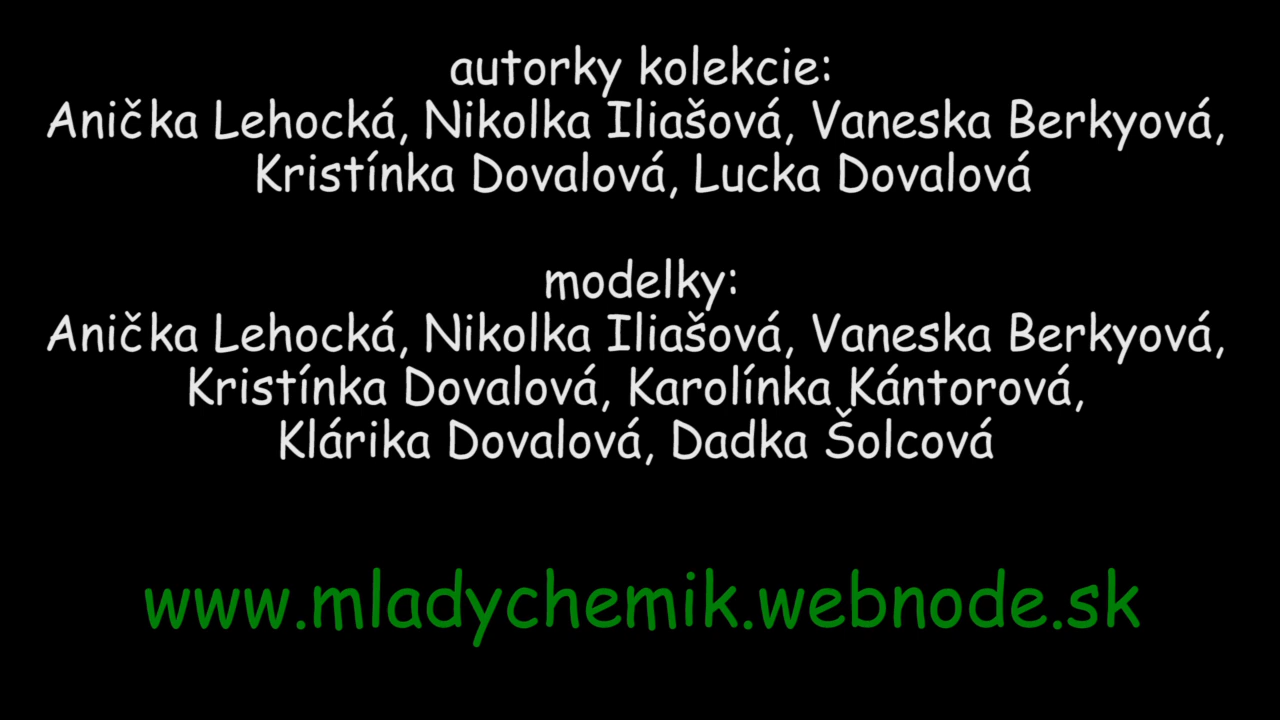 autorky kolekcie:
Anička Lehocká, Nikolka Iliašová, Vaneska Berkyová,
Kristínka Dovalová, Lucka Dovalová
modelky:
Anička Lehocká, Nikolka Iliašová, Vaneska Berkyová,
Kristínka Dovalová, Karolínka Kántorová,
Klárika Dovalová, Dadka Šolcová
www.mladychemik.webnode.sk